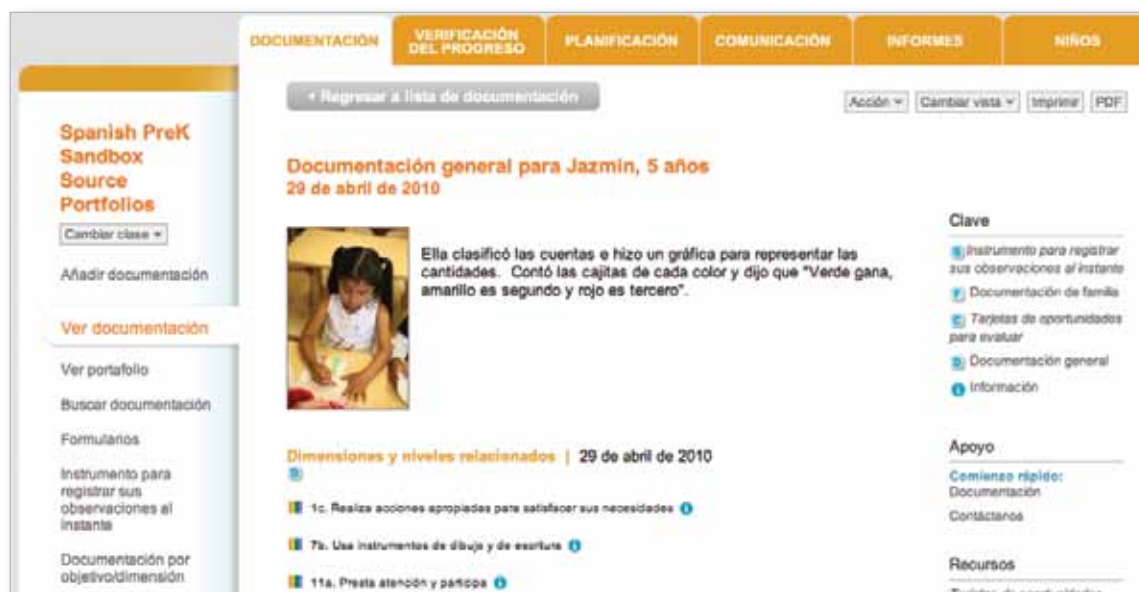 DOCUMENTACIÓN
VERIFICACIÓN
DEL PROGRESO
PLANIFICACIÓN
COMUNICACIÓN
INFORMES
NIÑOS
Regresar a lista de documentación
Acción
Cambiar vista
Imprimir
PDF
Spanish PreK
Sandbox
Source
Portfolios
Cambiar clase
Añadir documentación
Ver documentación
Ver portafolio
Buscar documentación
Formularios
Instrumento para
registrar sus
observaciones al
instante
Documentación por
objetivo/dimensión
Documentación general para Jazmin, 5 años
29 de abril de 2010
Ella clasificó las cuentas e hizo un gráfica para representar las
cantidades. Contó las cajitas de cada color y dijo que "Verde gana,
amarillo es segundo y rojo es tercero".
Dimensiones y niveles relacionados | 29 de abril de 2010
D
1c. Realiza acciones apropiadas para satisfacer sus necesidades
7b. Usa instrumentos de dibujo y de escritura
11a. Presta atención y participa
Clave
Instrumento para registrar
sus observaciones al instante
F Documentación de familia
C Tarjetas de oportunidades
para evaluar
D Documentación general
i Información
Apoyo
Comienzo rápido:
Documentación
Contáctanos
Recursos
Tarjetas de oportunidades